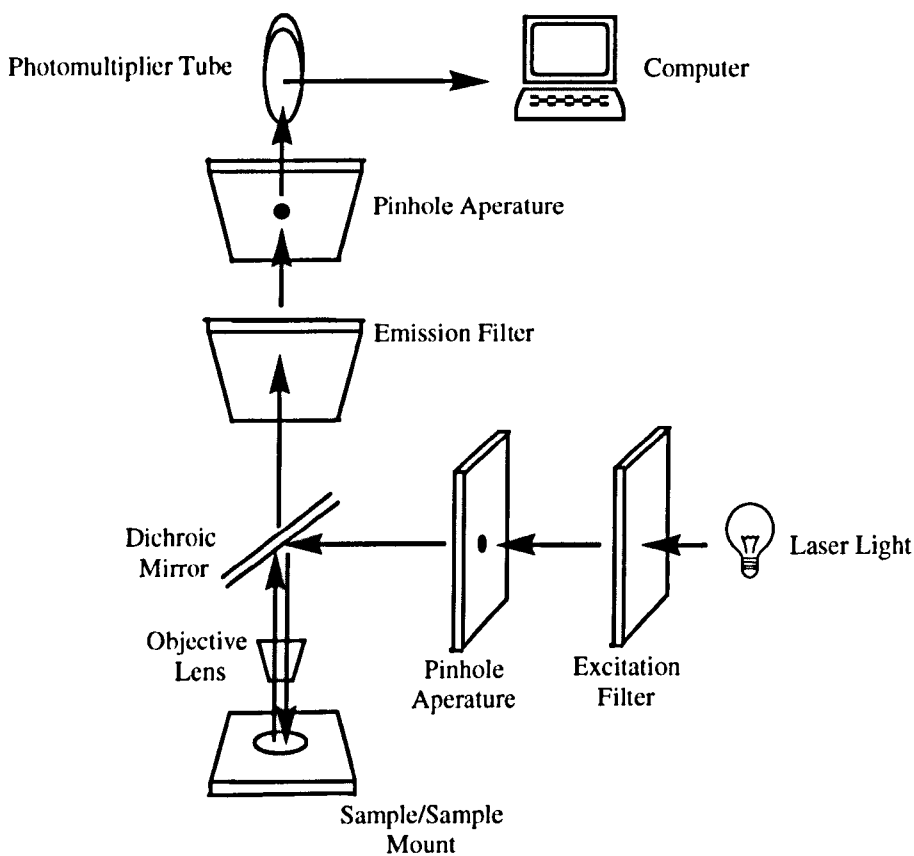 Photomultiplier Tube
Computer
Pinhole Aperature
Emission Filter
Dichroic
Mirror
Laser Light
Objective
Lens
Pinhole
Aperature
Excitation
Filter
Sample/Sample
Mount